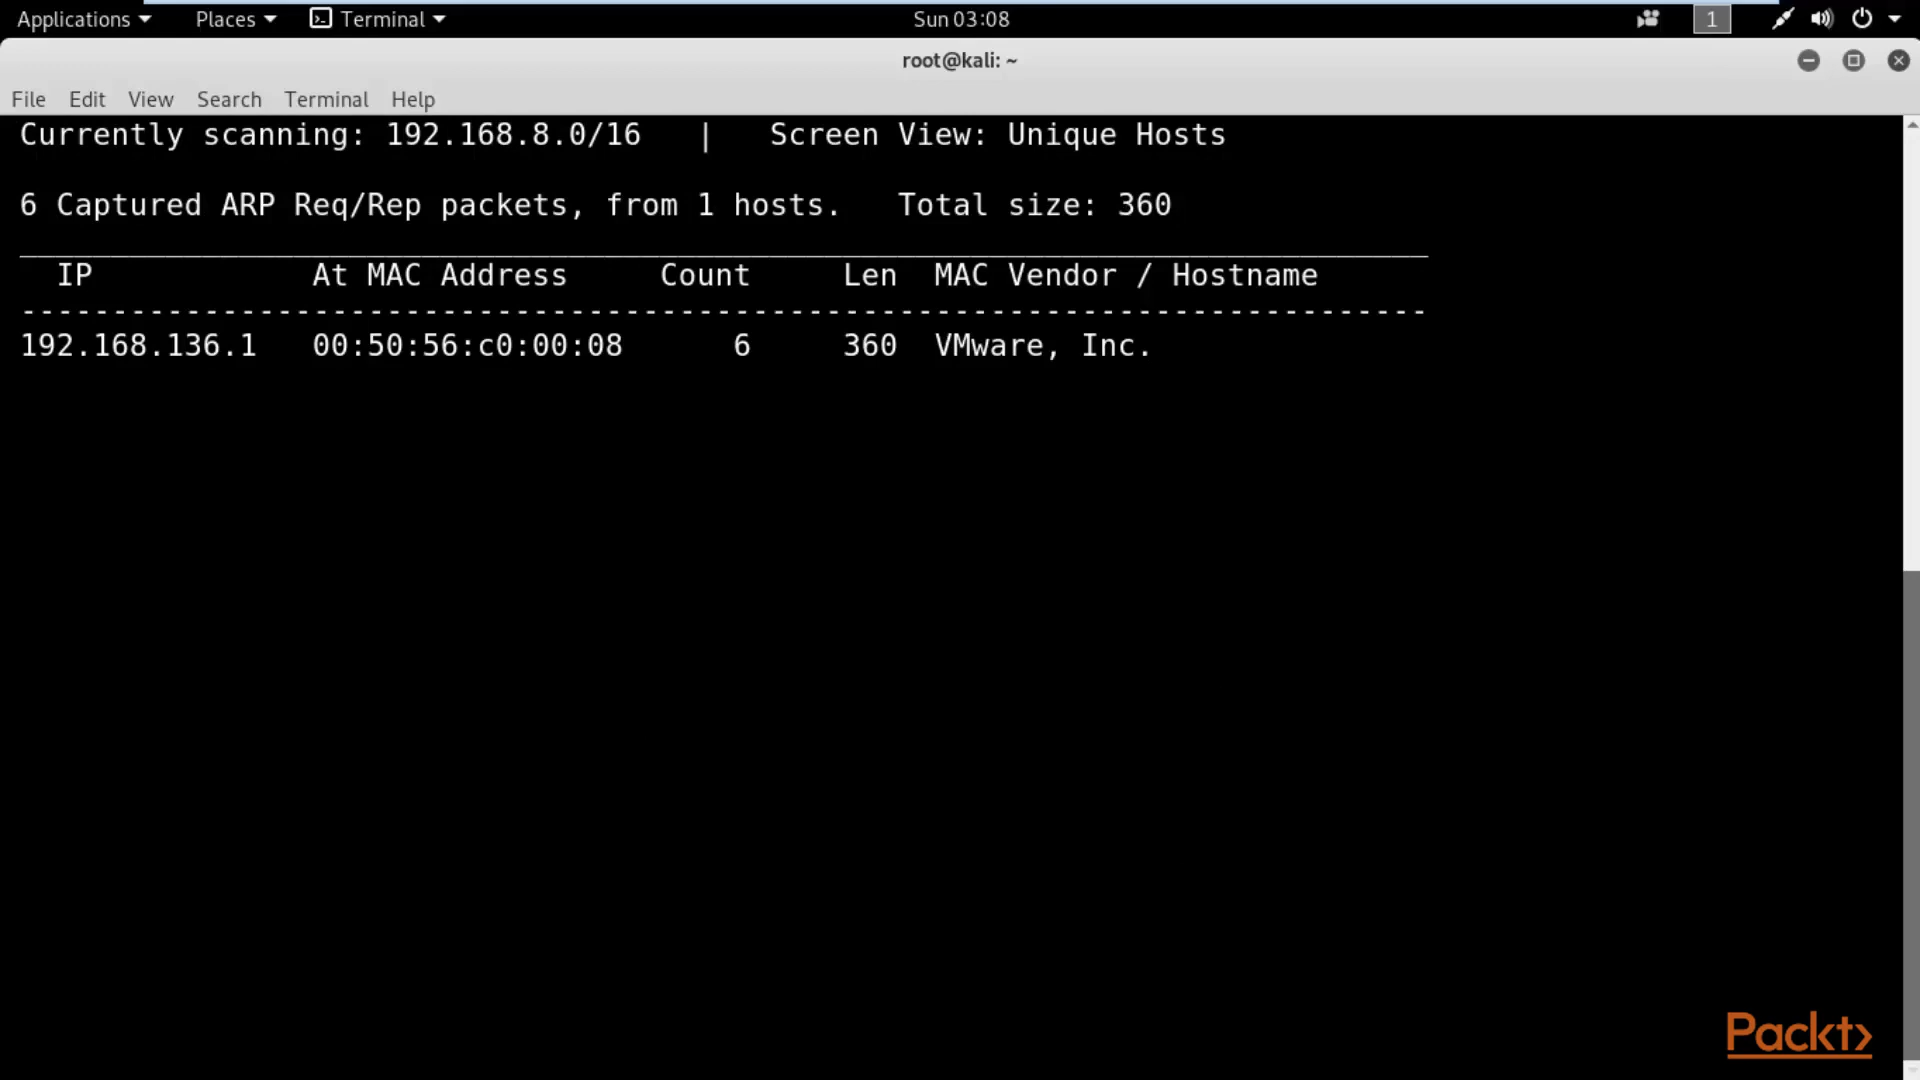 Applications Places Terminal Sun 03:08 1
root@kali: ~
File Edit View Search Terminal Help
Currently scanning: 192.168.8.0/16 | Screen View: Unique Hosts
6 Captured ARP Req/Rep packets, from 1 hosts. Total size: 360
_____________________________________________________________________________
IP At MAC Address Count Len MAC Vendor / Hostname
-----------------------------------------------------------------------------
192.168.136.1 00:50:56:c0:00:08 6 360 VMware, Inc.
Packt>